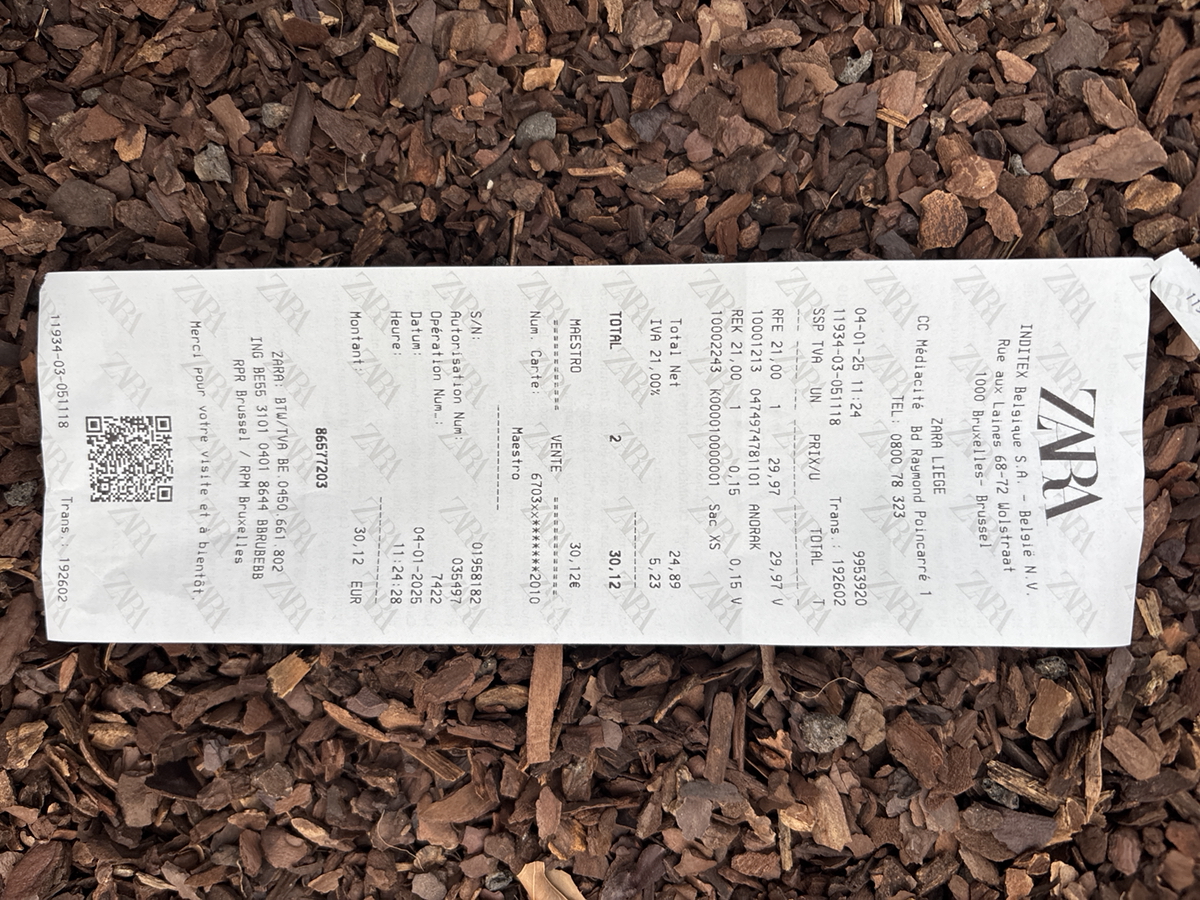 ZARA
INDITEX Belgique S.A. - België N.V.
Rue aux Laines 68-72 Wolstraat
1000 Bruxelles- Brussel
ZARA LIEGE
CC Médiacité Bd Raymond Poincarré 1
TEL: 0800 78 323
9953920
04-01-25 11:24
11934-03-051118 Trans.: 192602
SSP TVA UN PRIX/U TOTAL T
RFE 21,00 1 29,97 29,97 V
10001213 04749747811101 ANORAK
REK 21,00 1 0,15 0,15 V
10002243 K0001000000001 Sac XS
Total Net 24,89
IVA 21,00% 5,23
TOTAL 2 30,12
MAESTRO 30,12€
=========== VENTE ===========
Num. Carte: 6703xx********2010
Maestro
S/N: 01958182
Autorisation Num: 035497
Opération Num.: 7422
Datum: 04-01-2025
Heure: 11:24:28
Montant: 30,12 EUR
86577203
ZARA: BTW/TVA BE.0450.661.802
ING BE55 3101 0401 8644 BBRUBEBB
RPR Brussel / RPM Bruxelles
Merci pour votre visite et à bientôt.
11934-03-051118 Trans.: 192602